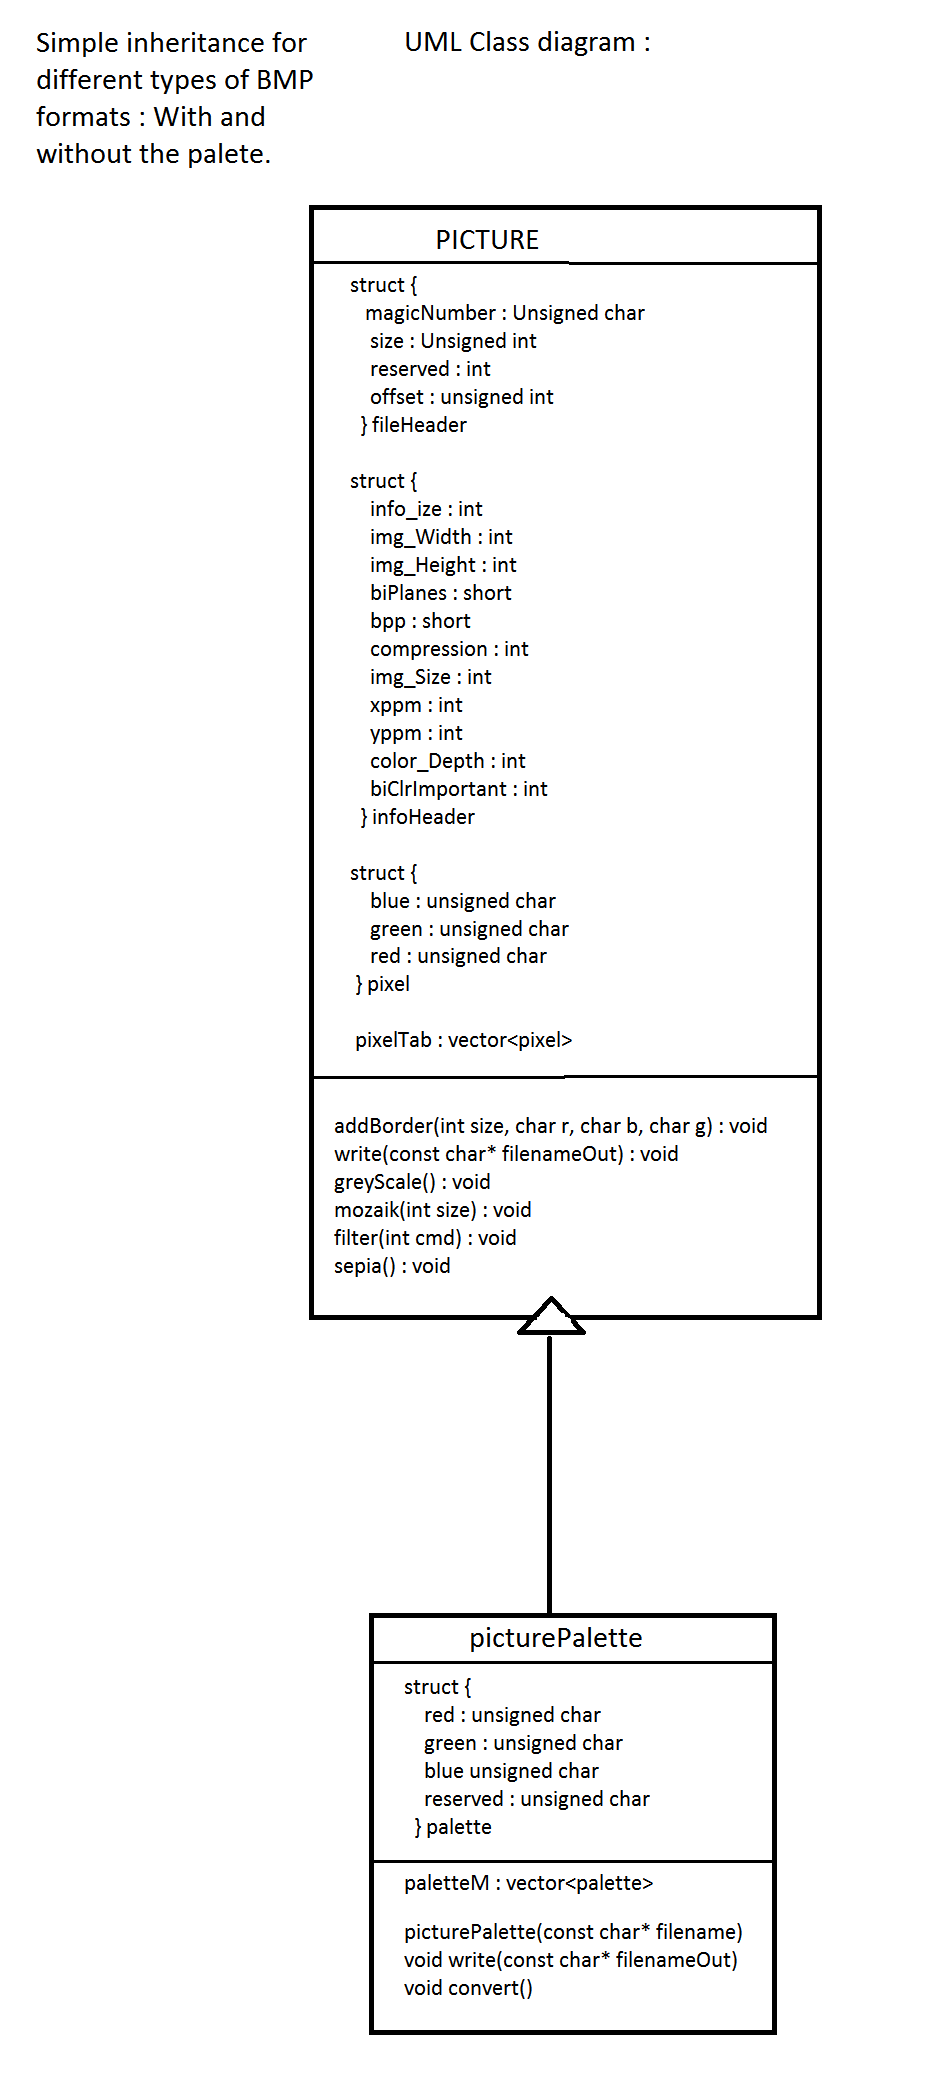 Simple inheritance for
different types of BMP
formats : With and
without the palete.
UML Class diagram :
PICTURE
struct {
magicNumber : Unsigned char
size : Unsigned int
reserved : int
offset : unsigned int
} fileHeader
struct {
info_ize : int
img_Width : int
img_Height : int
biPlanes : short
bpp : short
compression : int
img_Size : int
xppm : int
yppm : int
color_Depth : int
biClrImportant : int
} infoHeader
struct {
blue : unsigned char
green : unsigned char
red : unsigned char
} pixel
pixelTab : vector<pixel>
addBorder(int size, char r, char b, char g) : void
write(const char* filenameOut) : void
greyScale() : void
mozaik(int size) : void
filter(int cmd) : void
sepia() : void
picturePalette
struct {
red : unsigned char
green : unsigned char
blue unsigned char
reserved : unsigned char
} palette
paletteM : vector<palette>
picturePalette(const char* filename)
void write(const char* filenameOut)
void convert()